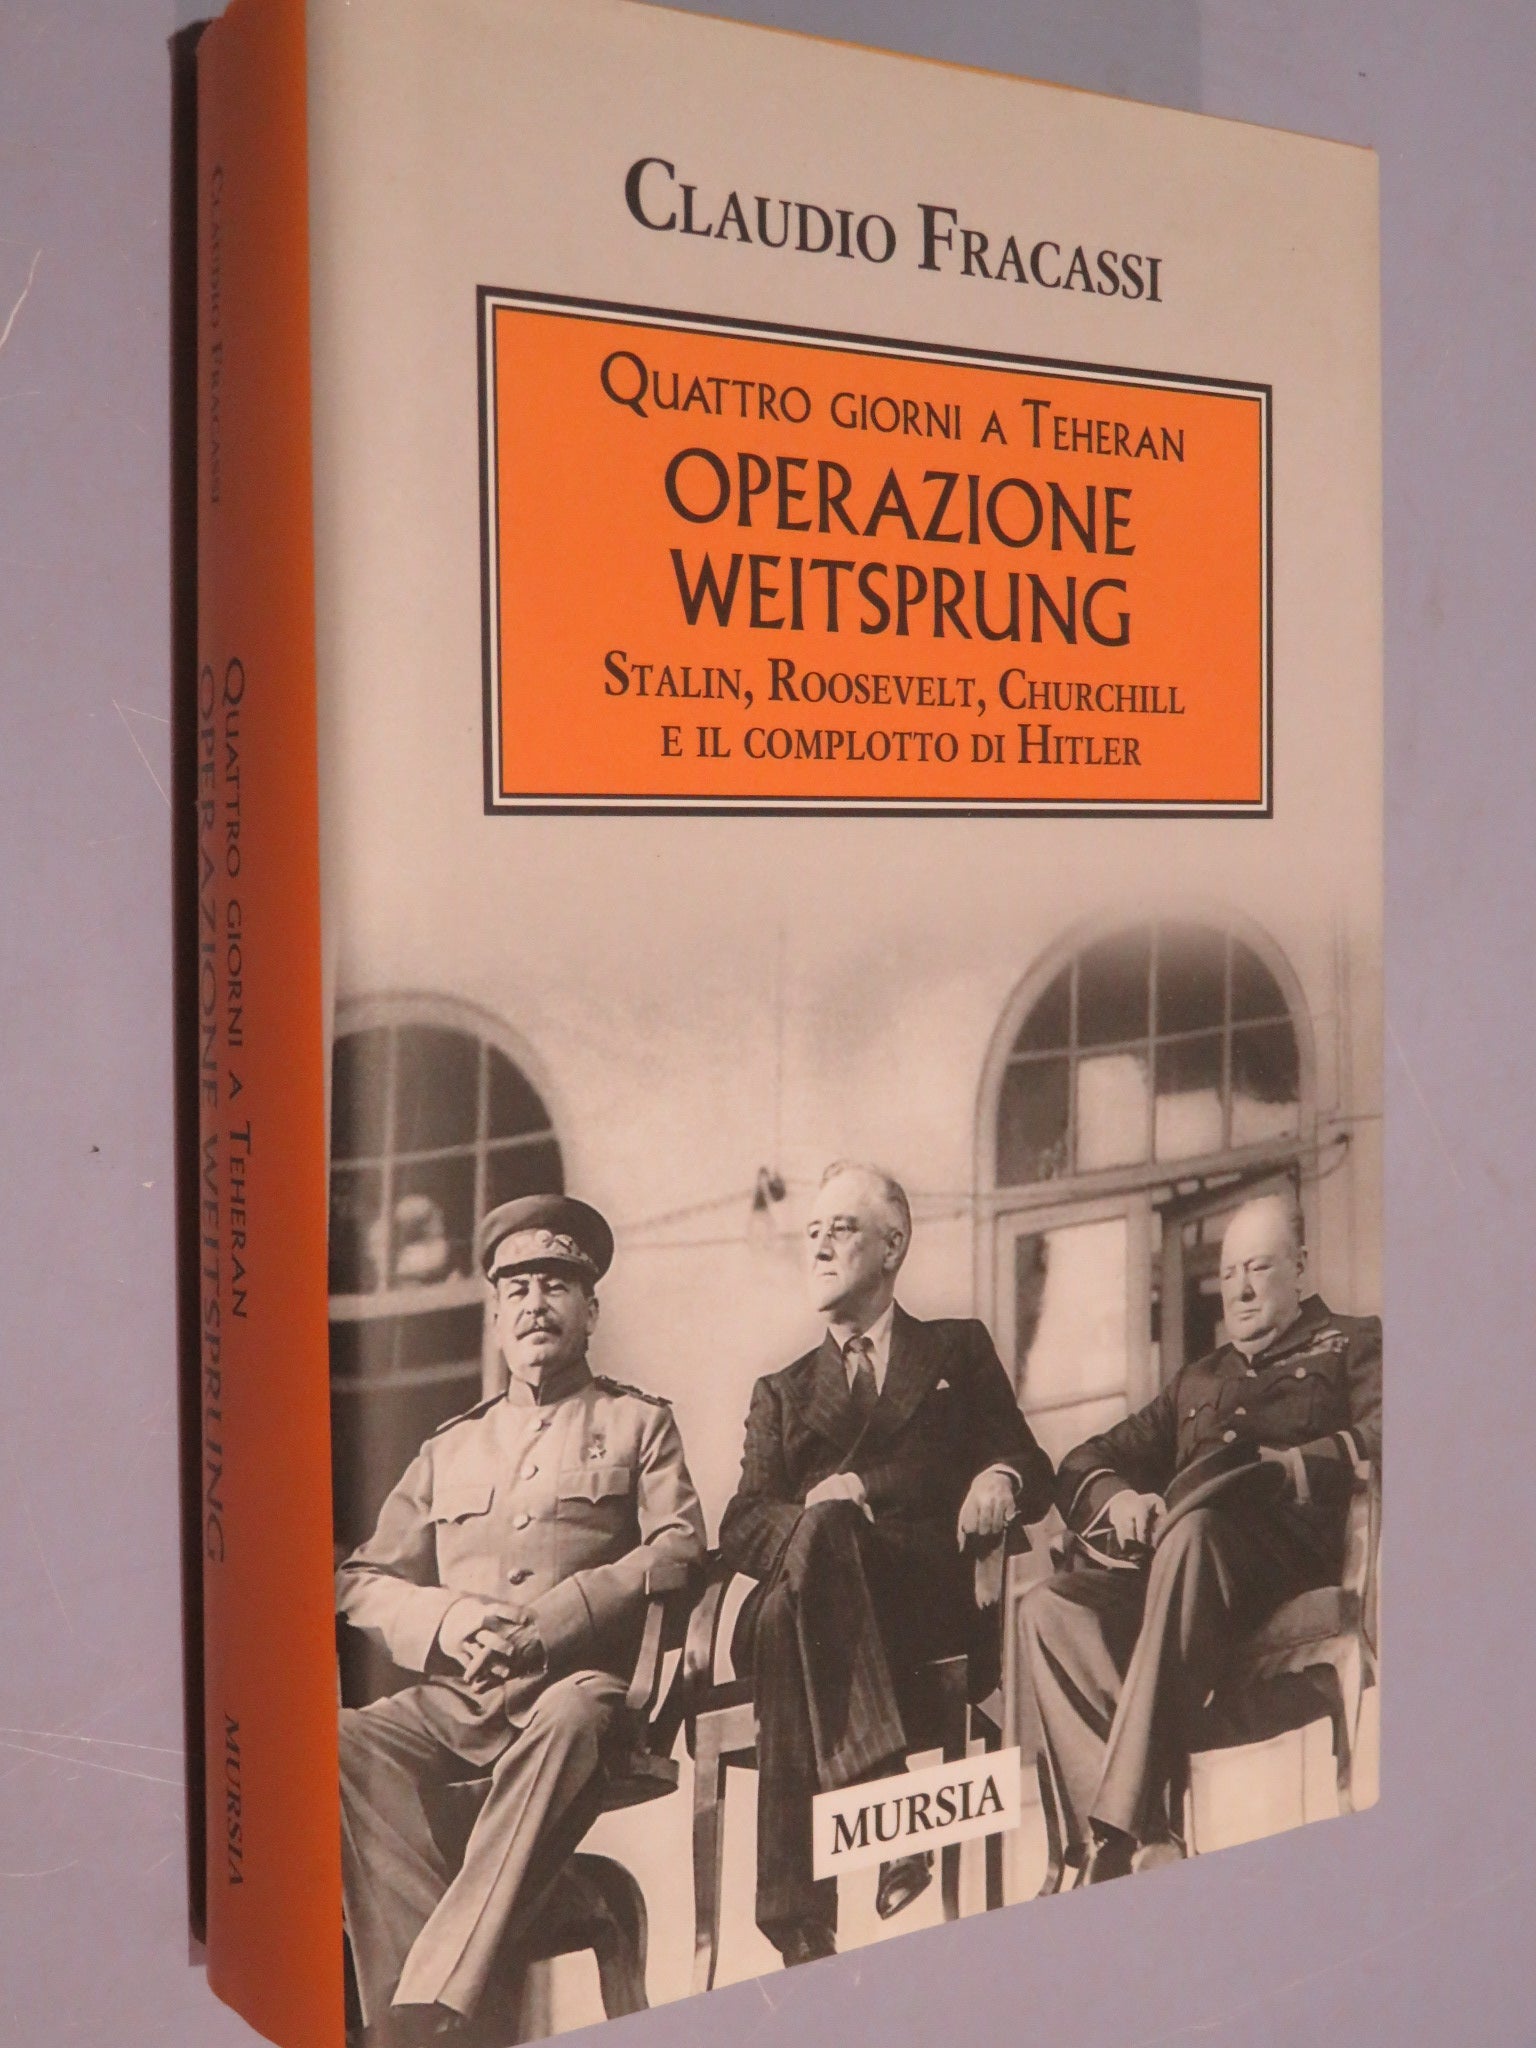 CLAUDIO FRACASSI
QUATTRO GIORNI A TEHERAN
OPERAZIONE
WEITSPRUNG
STALIN, ROOSEVELT, CHURCHILL
E IL COMPLOTTO DI HITLER
MURSIA
CLAUDIO FRACASSI
QUATTRO GIORNI A TEHERAN
OPERAZIONE WEITSPRUNG
MURSIA